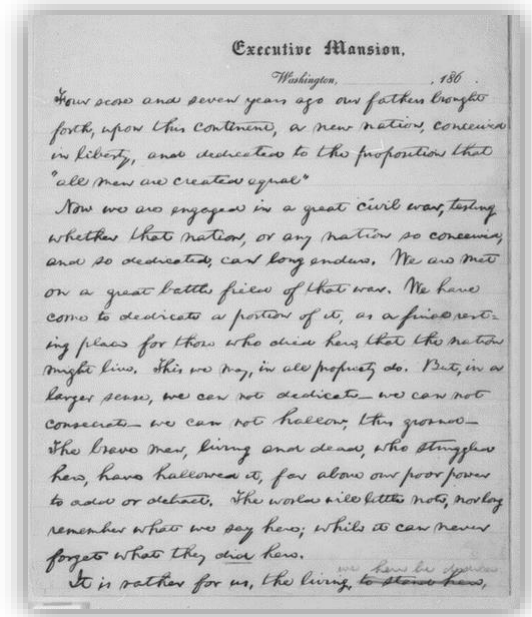 Executive Mansion,
Washington, , 186 .
Four score and seven years ago our fathers brought
forth, upon this continent, a new nation, conceived
in liberty, and dedicated to the proposition that
"all men are created equal"
Now we are engaged in a great civil war, testing
whether that nation, or any nation so conceived,
and so dedicated, can long endure. We are met
on a great battle field of that war. We have
come to dedicate a portion of it, as a final rest-
ing place for those who died here, that the nation
might live. This we may, in all propriety do. But, in a
larger sense, we can not dedicate — we can not
consecrate — we can not hallow, this ground —
The brave men, living and dead, who struggled
here, have hallowed it, far above our poor power
to add or detract. The world will little note, nor long
remember what we say here; while it can never
forget what they did here.
we here be dedica
It is rather for us, the living, to stand here,